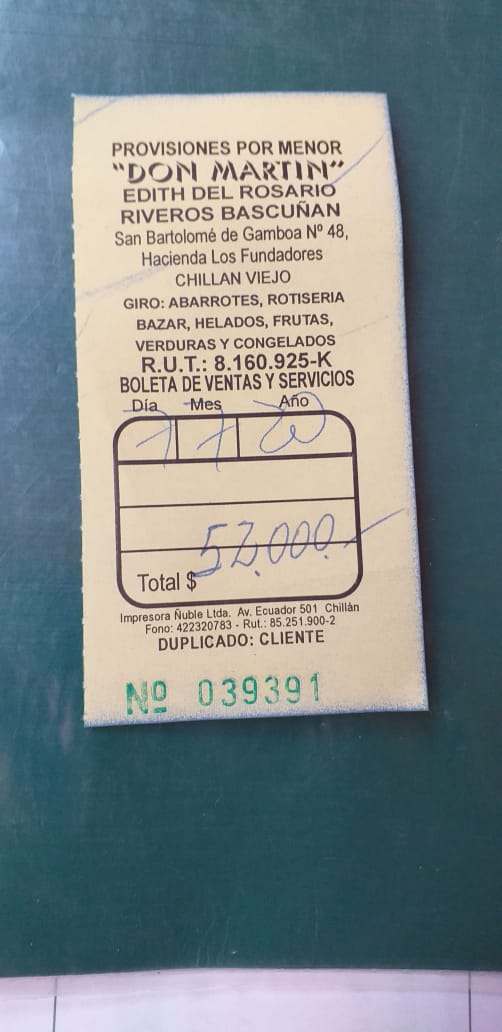 PROVISIONES POR MENOR
"DON MARTIN"
EDITH DEL ROSARIO
RIVEROS BASCUÑAN
San Bartolomé de Gamboa Nº 48,
Hacienda Los Fundadores
CHILLAN VIEJO
GIRO: ABARROTES, ROTISERIA
BAZAR, HELADOS, FRUTAS,
VERDURAS Y CONGELADOS
R.U.T.: 8.160.925-K
BOLETA DE VENTAS Y SERVICIOS
Día Mes Año
7 7 20
52.000.-
Total $
Impresora Ñuble Ltda. Av. Ecuador 501 Chillán
Fono: 422320783 - Rut.: 85.251.900-2
DUPLICADO: CLIENTE
Nº 039391